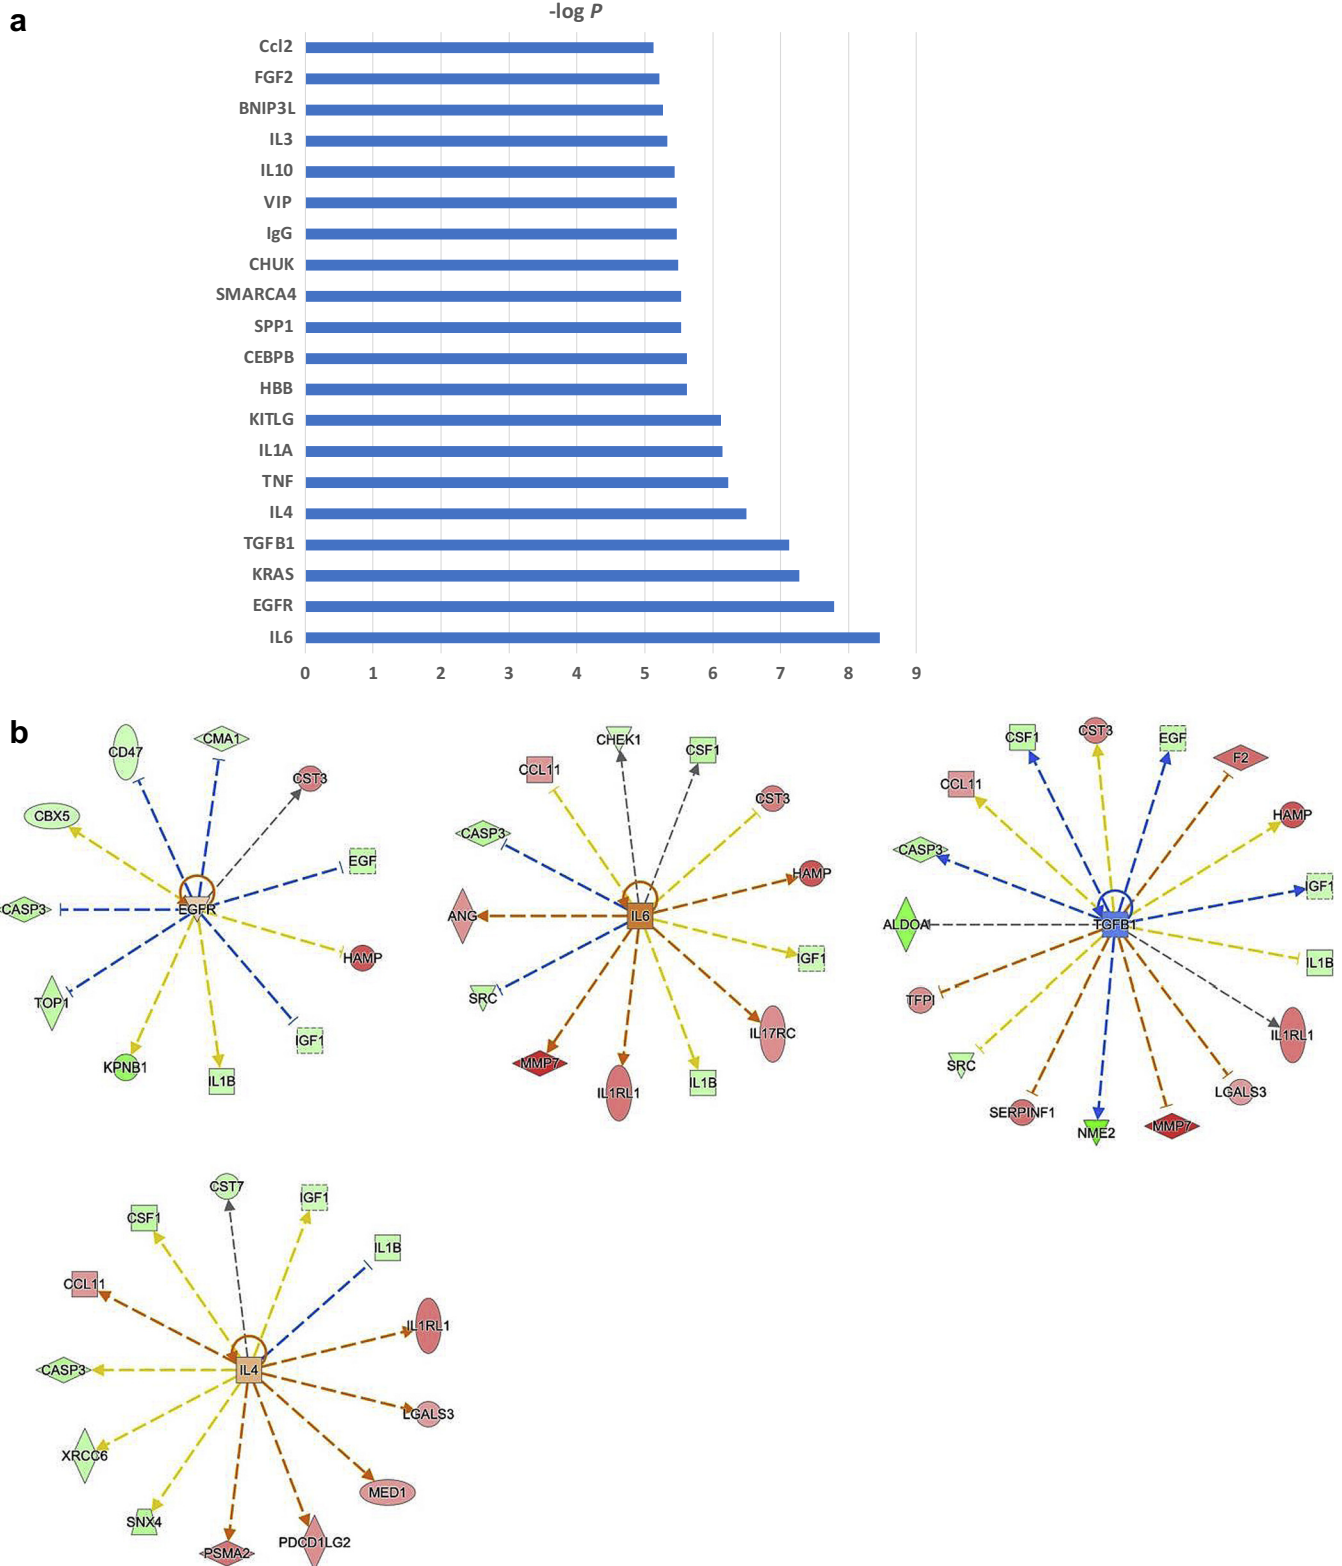 a
-log P
Ccl2
FGF2
BNIP3L
IL3
IL10
VIP
IgG
CHUK
SMARCA4
SPP1
CEBPB
HBB
KITLG
IL1A
TNF
IL4
TGFB1
KRAS
EGFR
IL6
0 1 2 3 4 5 6 7 8 9
b
CD47
CMA1
CST3
CBX5
EGF
CASP3
EGFR
HAMP
TOP1
IGF1
KPNB1
IL1B
CHEK1
CSF1
CCL11
CST3
CASP3
HAMP
ANG
IL6
IGF1
SRC
IL17RC
MMP7
IL1RL1
IL1B
CSF1
CST3
EGF
F2
CCL11
HAMP
CASP3
IGF1
ALDOA
TGFB1
IL1B
TFPI
IL1RL1
SRC
LGALS3
SERPINF1
NME2
MMP7
CST7
IGF1
CSF1
IL1B
CCL11
IL1RL1
CASP3
IL4
LGALS3
XRCC6
MED1
SNX4
PDCD1LG2
PSMA2